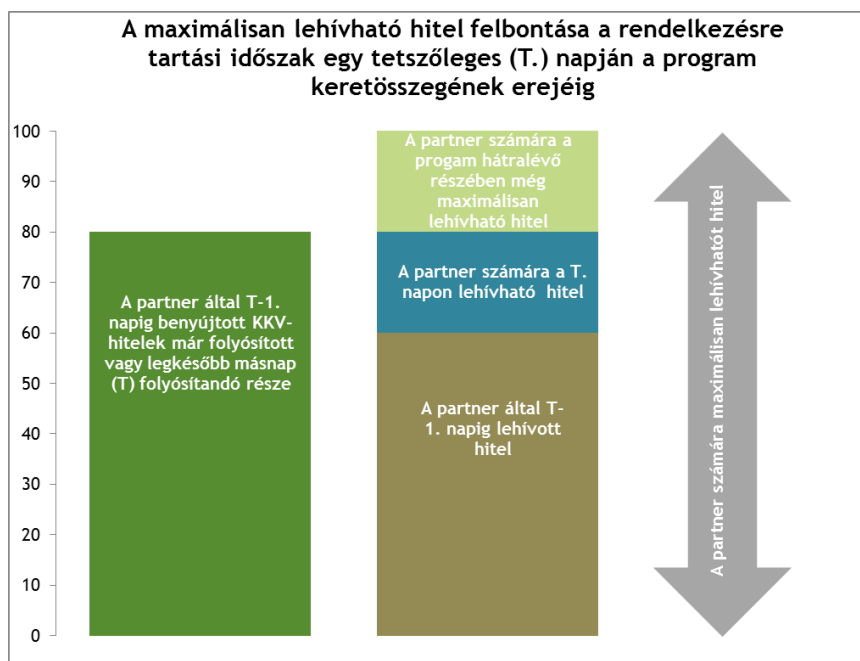 A maximálisan lehívható hitel felbontása a rendelkezésre
tartási időszak egy tetszőleges (T.) napján a program
keretösszegének erejéig
100
90
80
70
60
50
40
30
20
10
0
A partner által T-1.
napig benyújtott KKV-
hitelek már folyósított
vagy legkésőbb másnap
(T) folyósítandó része
A partner számára a
progam hátralévő
részében még
maximálisan
lehívható hitel
A partner számára a T.
napon lehívható hitel
A partner által T-
1. napig lehívott
hitel
A partner számára maximálisan lehívhatót hitel